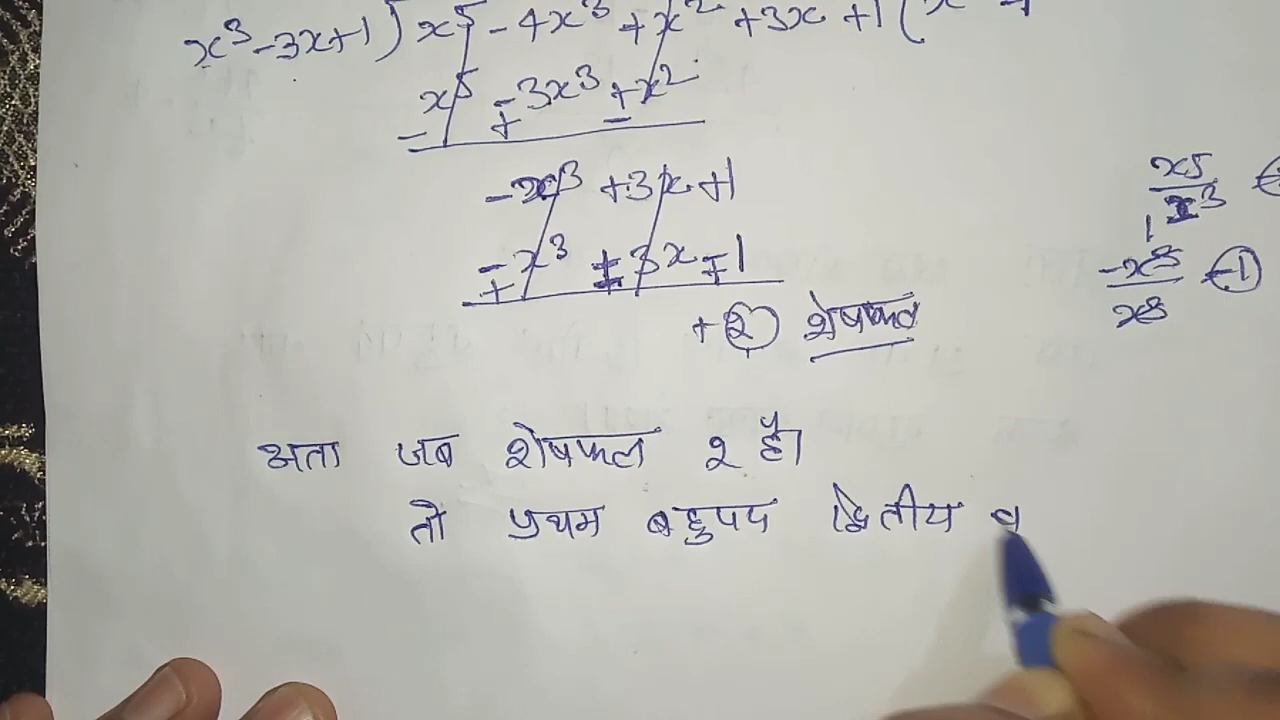 x³-3x+1) x⁵-4x³+x²+3x+1(x²-1
x⁵-3x³+x²
- + -
-x³+3x+1
-x³+3x-1
+ - +
+2 शेषफल
x⁵
x³
-x³
x³
-1
अतः जब शेषफल 2 है।
तो प्रथम बहुपद द्वितीय ब